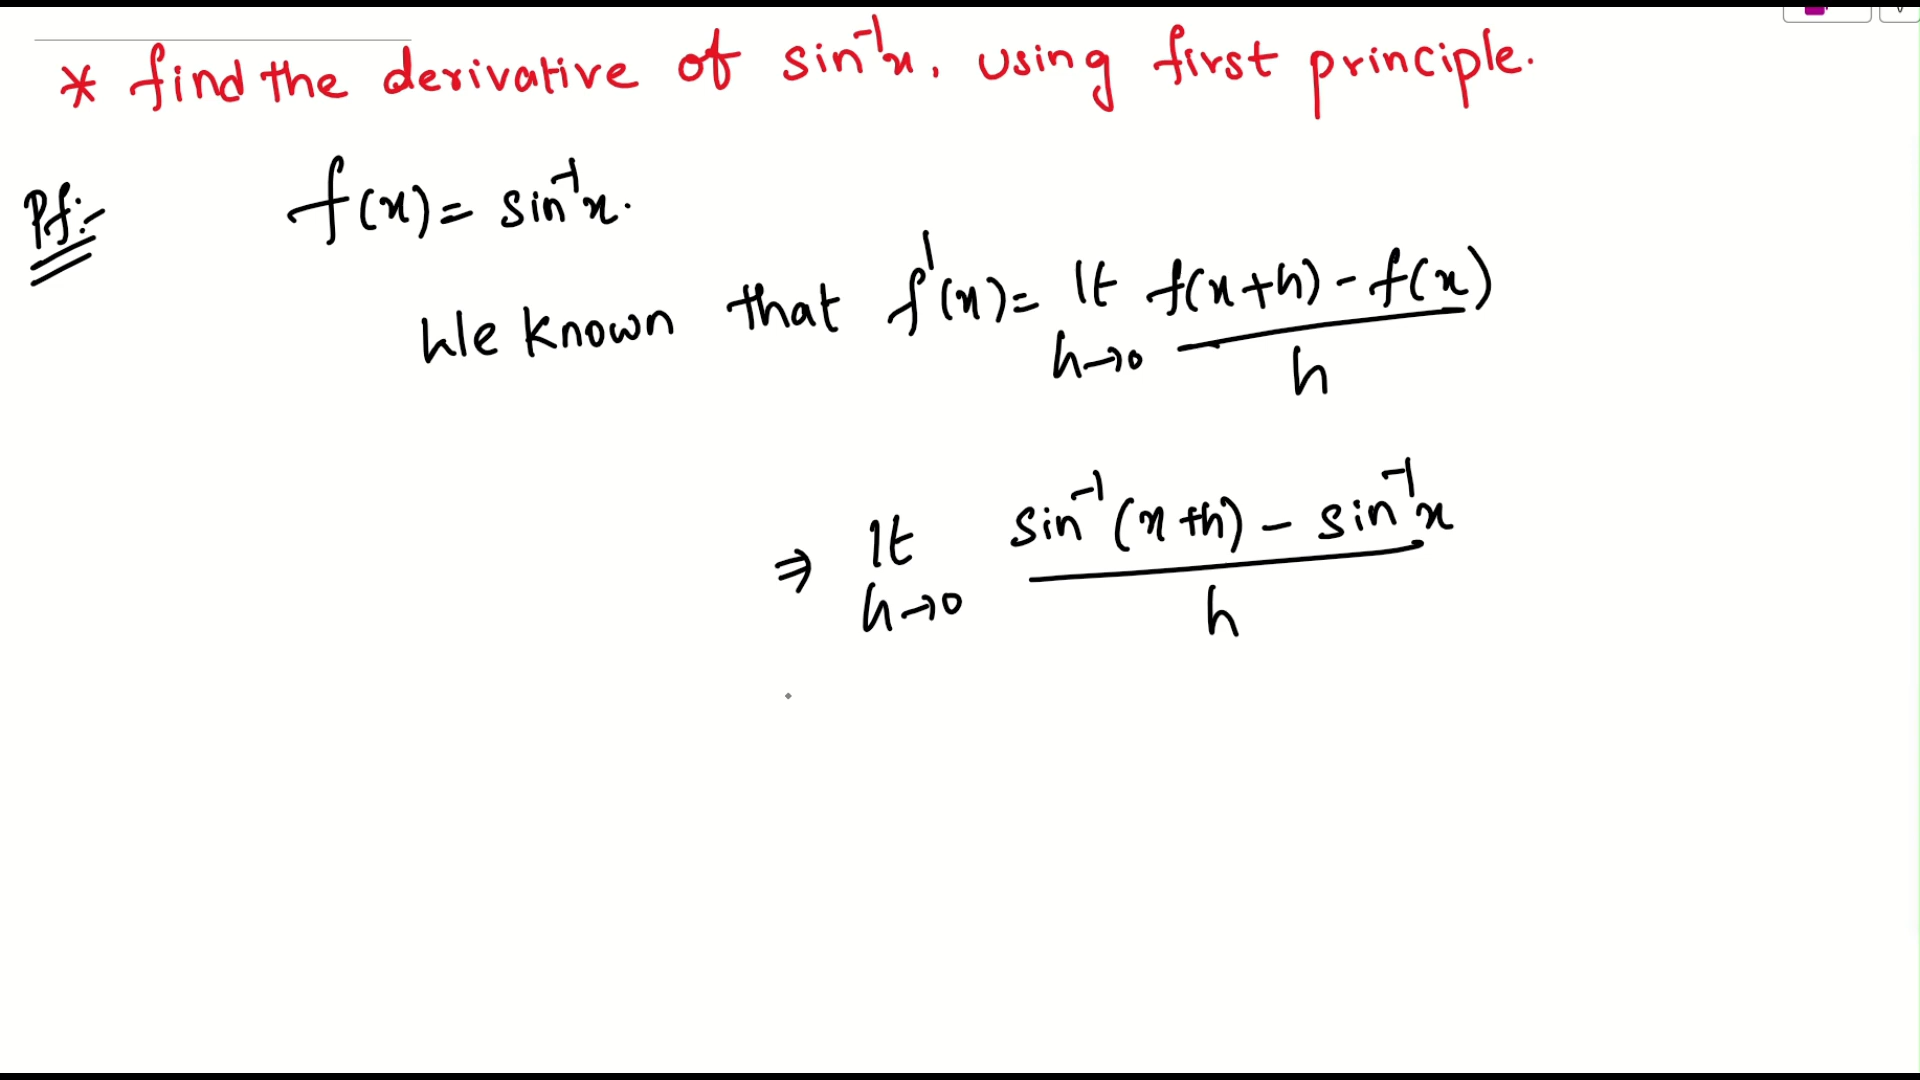 * find the derivative of sin⁻¹x, using first principle.
Pf:- f(x) = sin⁻¹x.
We known that f'(x) = lt h→0 f(x+h) - f(x) / h
⇒ lt h→0 sin⁻¹(x+h) - sin⁻¹x / h